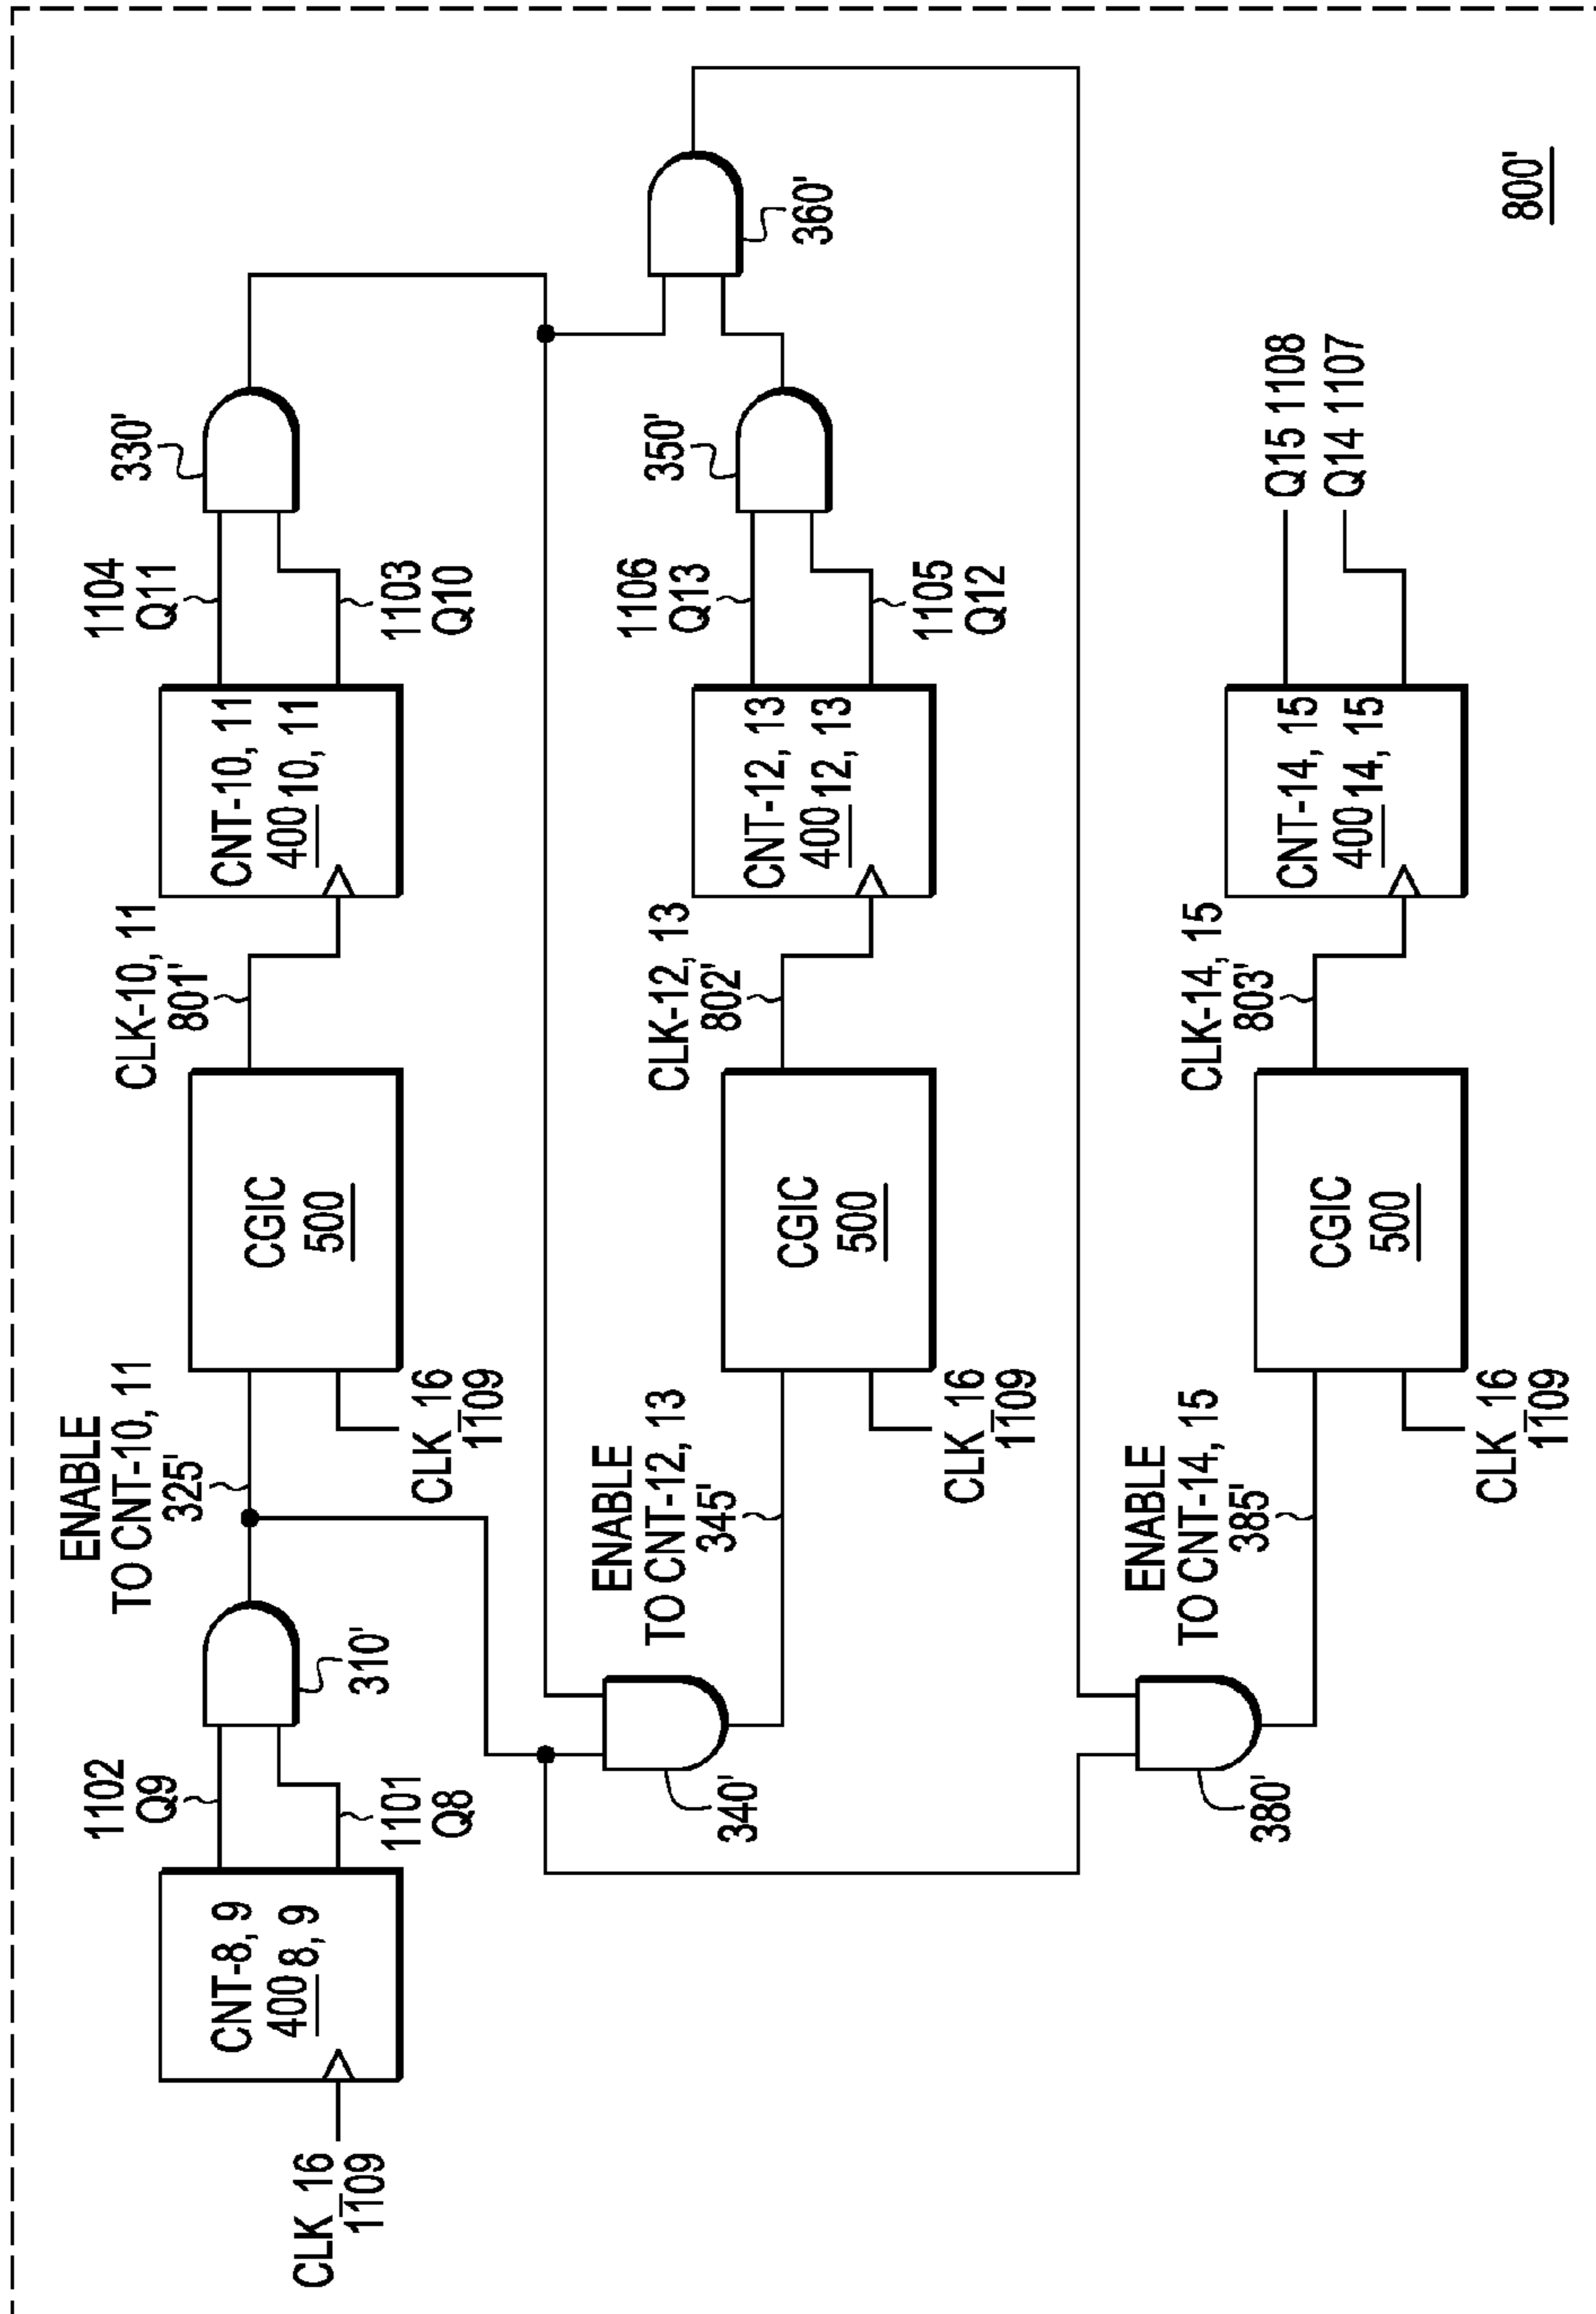 CLK_16
1109
CNT-8, 9
400 8, 9
1102
Q9
1101
Q8
310'
ENABLE
TO CNT-10, 11
325'
CLK_16
1109
CGIC
500
CLK-10, 11
801'
CNT-10, 11
400 10, 11
1104
Q11
1103
Q10
330'
340'
ENABLE
TO CNT-12, 13
345'
CLK_16
1109
CGIC
500
CLK-12, 13
802'
CNT-12, 13
400 12, 13
1106
Q13
1105
Q12
350'
360'
380'
ENABLE
TO CNT-14, 15
385'
CLK_16
1109
CGIC
500
CLK-14, 15
803'
CNT-14, 15
400 14, 15
Q15 1108
Q14 1107
800'